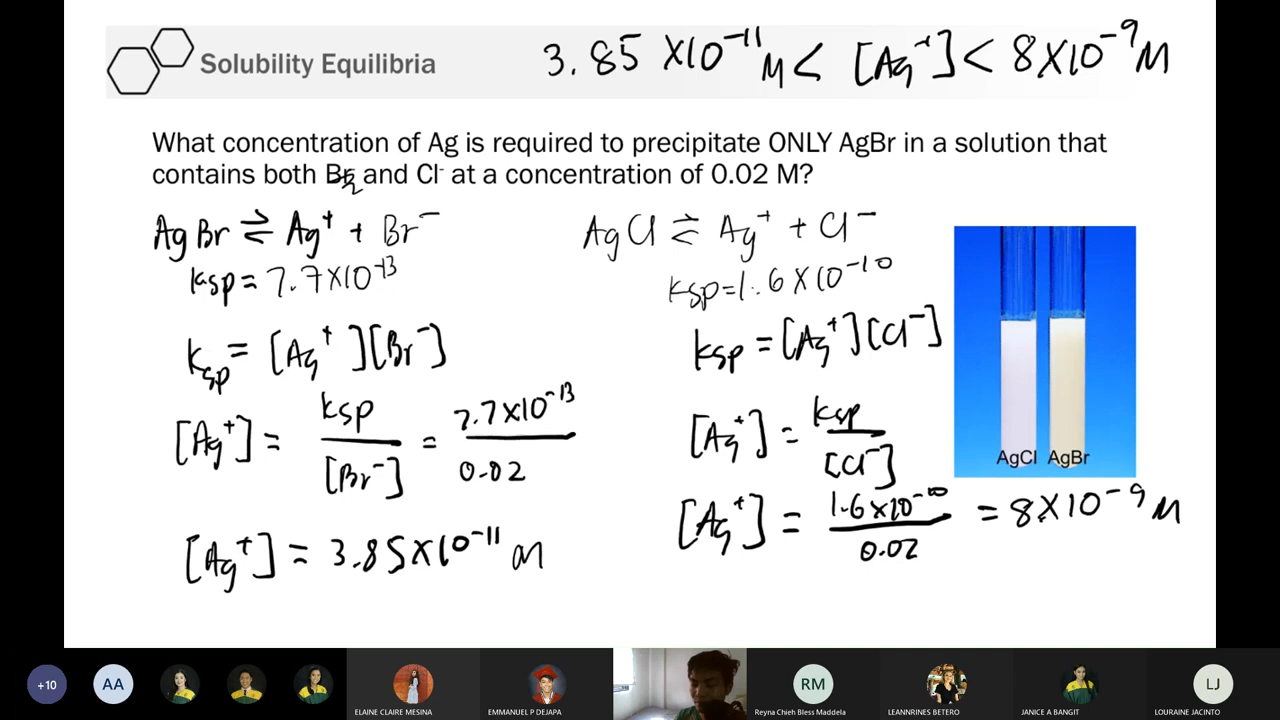 Solubility Equilibria
3.85 X10⁻¹¹ M < [Ag⁺] < 8X10⁻⁹ M
What concentration of Ag is required to precipitate ONLY AgBr in a solution that
contains both Br and Cl⁻ at a concentration of 0.02 M?
AgBr ⇌ Ag⁺ + Br⁻
Ksp = 7.7X10⁻¹³
Ksp = [Ag⁺][Br⁻]
[Ag⁺] = Ksp / [Br⁻] = 7.7X10⁻¹³ / 0.02
[Ag⁺] = 3.85X10⁻¹¹ M
AgCl ⇌ Ag⁺ + Cl⁻
Ksp=1.6X10⁻¹⁰
Ksp = [Ag⁺][Cl⁻]
[Ag⁺] = Ksp / [Cl⁻]
[Ag⁺] = 1.6X10⁻¹⁰ / 0.02 = 8X10⁻⁹ M
AgCl AgBr
+10
AA
ELAINE CLAIRE MESINA
EMMANUEL P DEJAPA
RM
Reyna Chieh Bless Maddela
LEANNRINES BETERO
JANICE A BANGIT
LJ
LOURAINE JACINTO